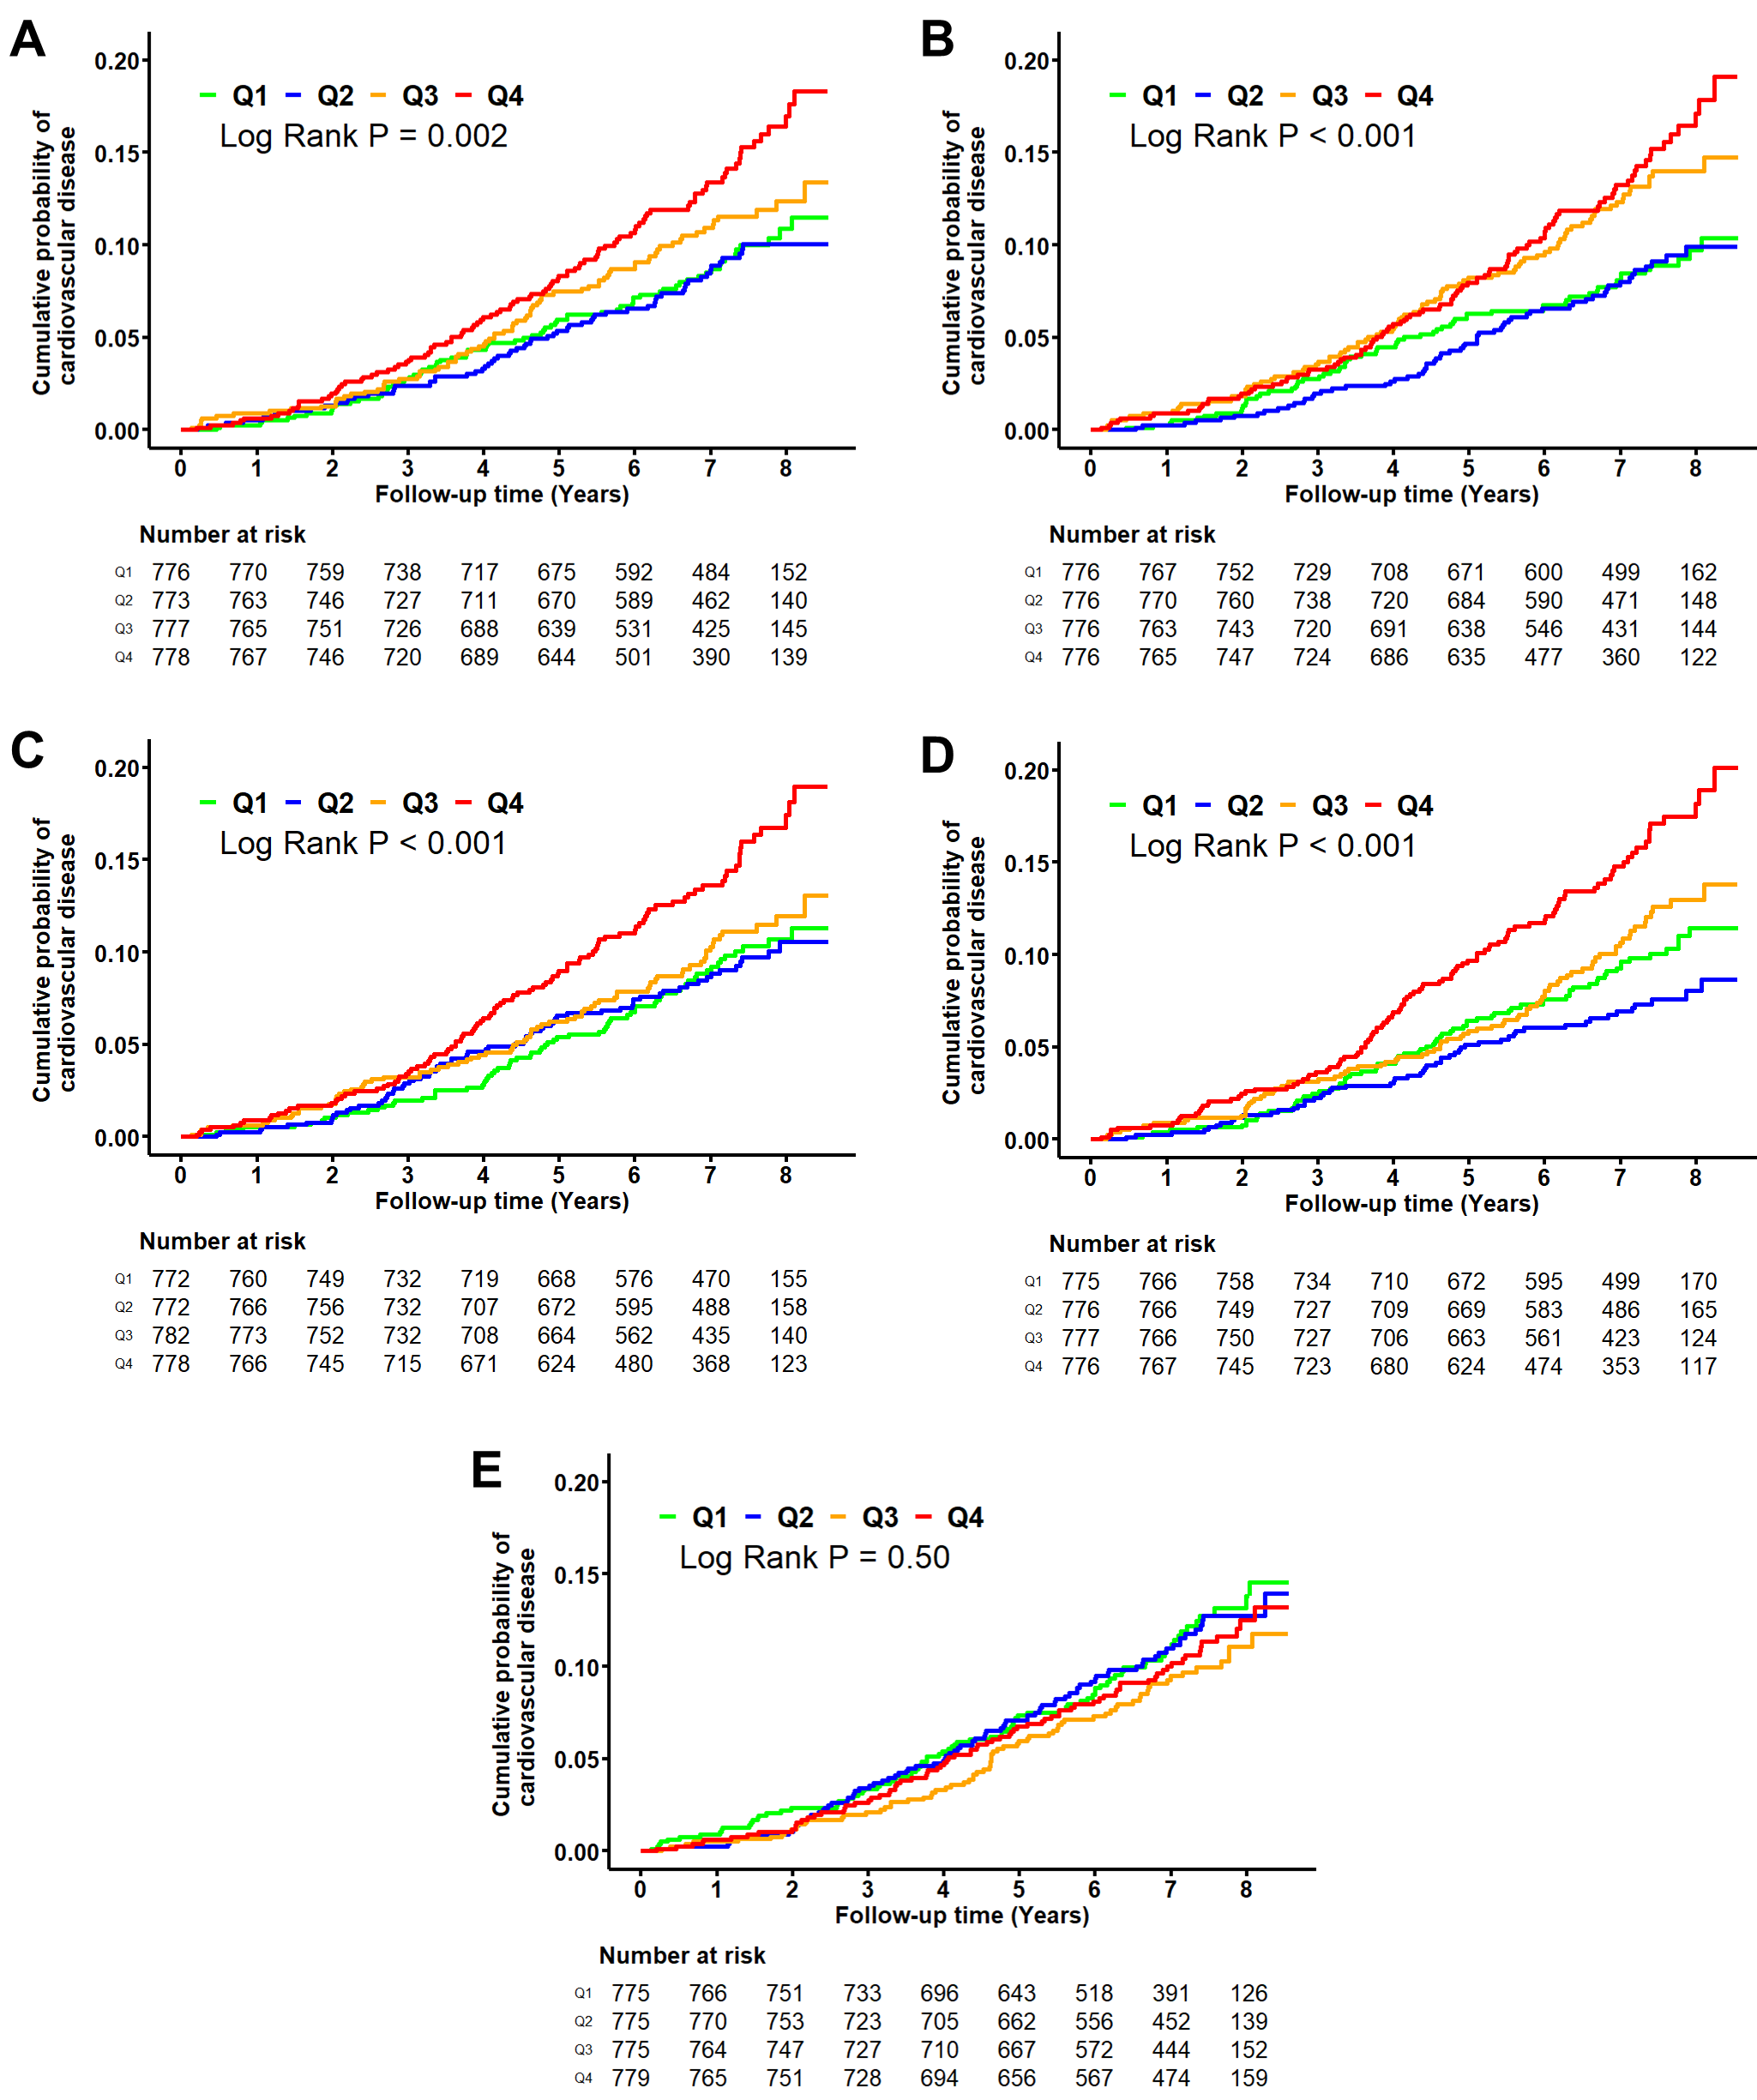 A
Cumulative probability of
cardiovascular disease
0.20
0.15
0.10
0.05
0.00
Q1 Q2 Q3 Q4
Log Rank P = 0.002
0 1 2 3 4 5 6 7 8
Follow-up time (Years)
Number at risk
Q1 776 770 759 738 717 675 592 484 152
Q2 773 763 746 727 711 670 589 462 140
Q3 777 765 751 726 688 639 531 425 145
Q4 778 767 746 720 689 644 501 390 139
B
Cumulative probability of
cardiovascular disease
0.20
0.15
0.10
0.05
0.00
Q1 Q2 Q3 Q4
Log Rank P < 0.001
0 1 2 3 4 5 6 7 8
Follow-up time (Years)
Number at risk
Q1 776 767 752 729 708 671 600 499 162
Q2 776 770 760 738 720 684 590 471 148
Q3 776 763 743 720 691 638 546 431 144
Q4 776 765 747 724 686 635 477 360 122
C
Cumulative probability of
cardiovascular disease
0.20
0.15
0.10
0.05
0.00
Q1 Q2 Q3 Q4
Log Rank P < 0.001
0 1 2 3 4 5 6 7 8
Follow-up time (Years)
Number at risk
Q1 772 760 749 732 719 668 576 470 155
Q2 772 766 756 732 707 672 595 488 158
Q3 782 773 752 732 708 664 562 435 140
Q4 778 766 745 715 671 624 480 368 123
D
Cumulative probability of
cardiovascular disease
0.20
0.15
0.10
0.05
0.00
Q1 Q2 Q3 Q4
Log Rank P < 0.001
0 1 2 3 4 5 6 7 8
Follow-up time (Years)
Number at risk
Q1 775 766 758 734 710 672 595 499 170
Q2 776 766 749 727 709 669 583 486 165
Q3 777 766 750 727 706 663 561 423 124
Q4 776 767 745 723 680 624 474 353 117
E
Cumulative probability of
cardiovascular disease
0.20
0.15
0.10
0.05
0.00
Q1 Q2 Q3 Q4
Log Rank P = 0.50
0 1 2 3 4 5 6 7 8
Follow-up time (Years)
Number at risk
Q1 775 766 751 733 696 643 518 391 126
Q2 775 770 753 723 705 662 556 452 139
Q3 775 764 747 727 710 667 572 444 152
Q4 779 765 751 728 694 656 567 474 159